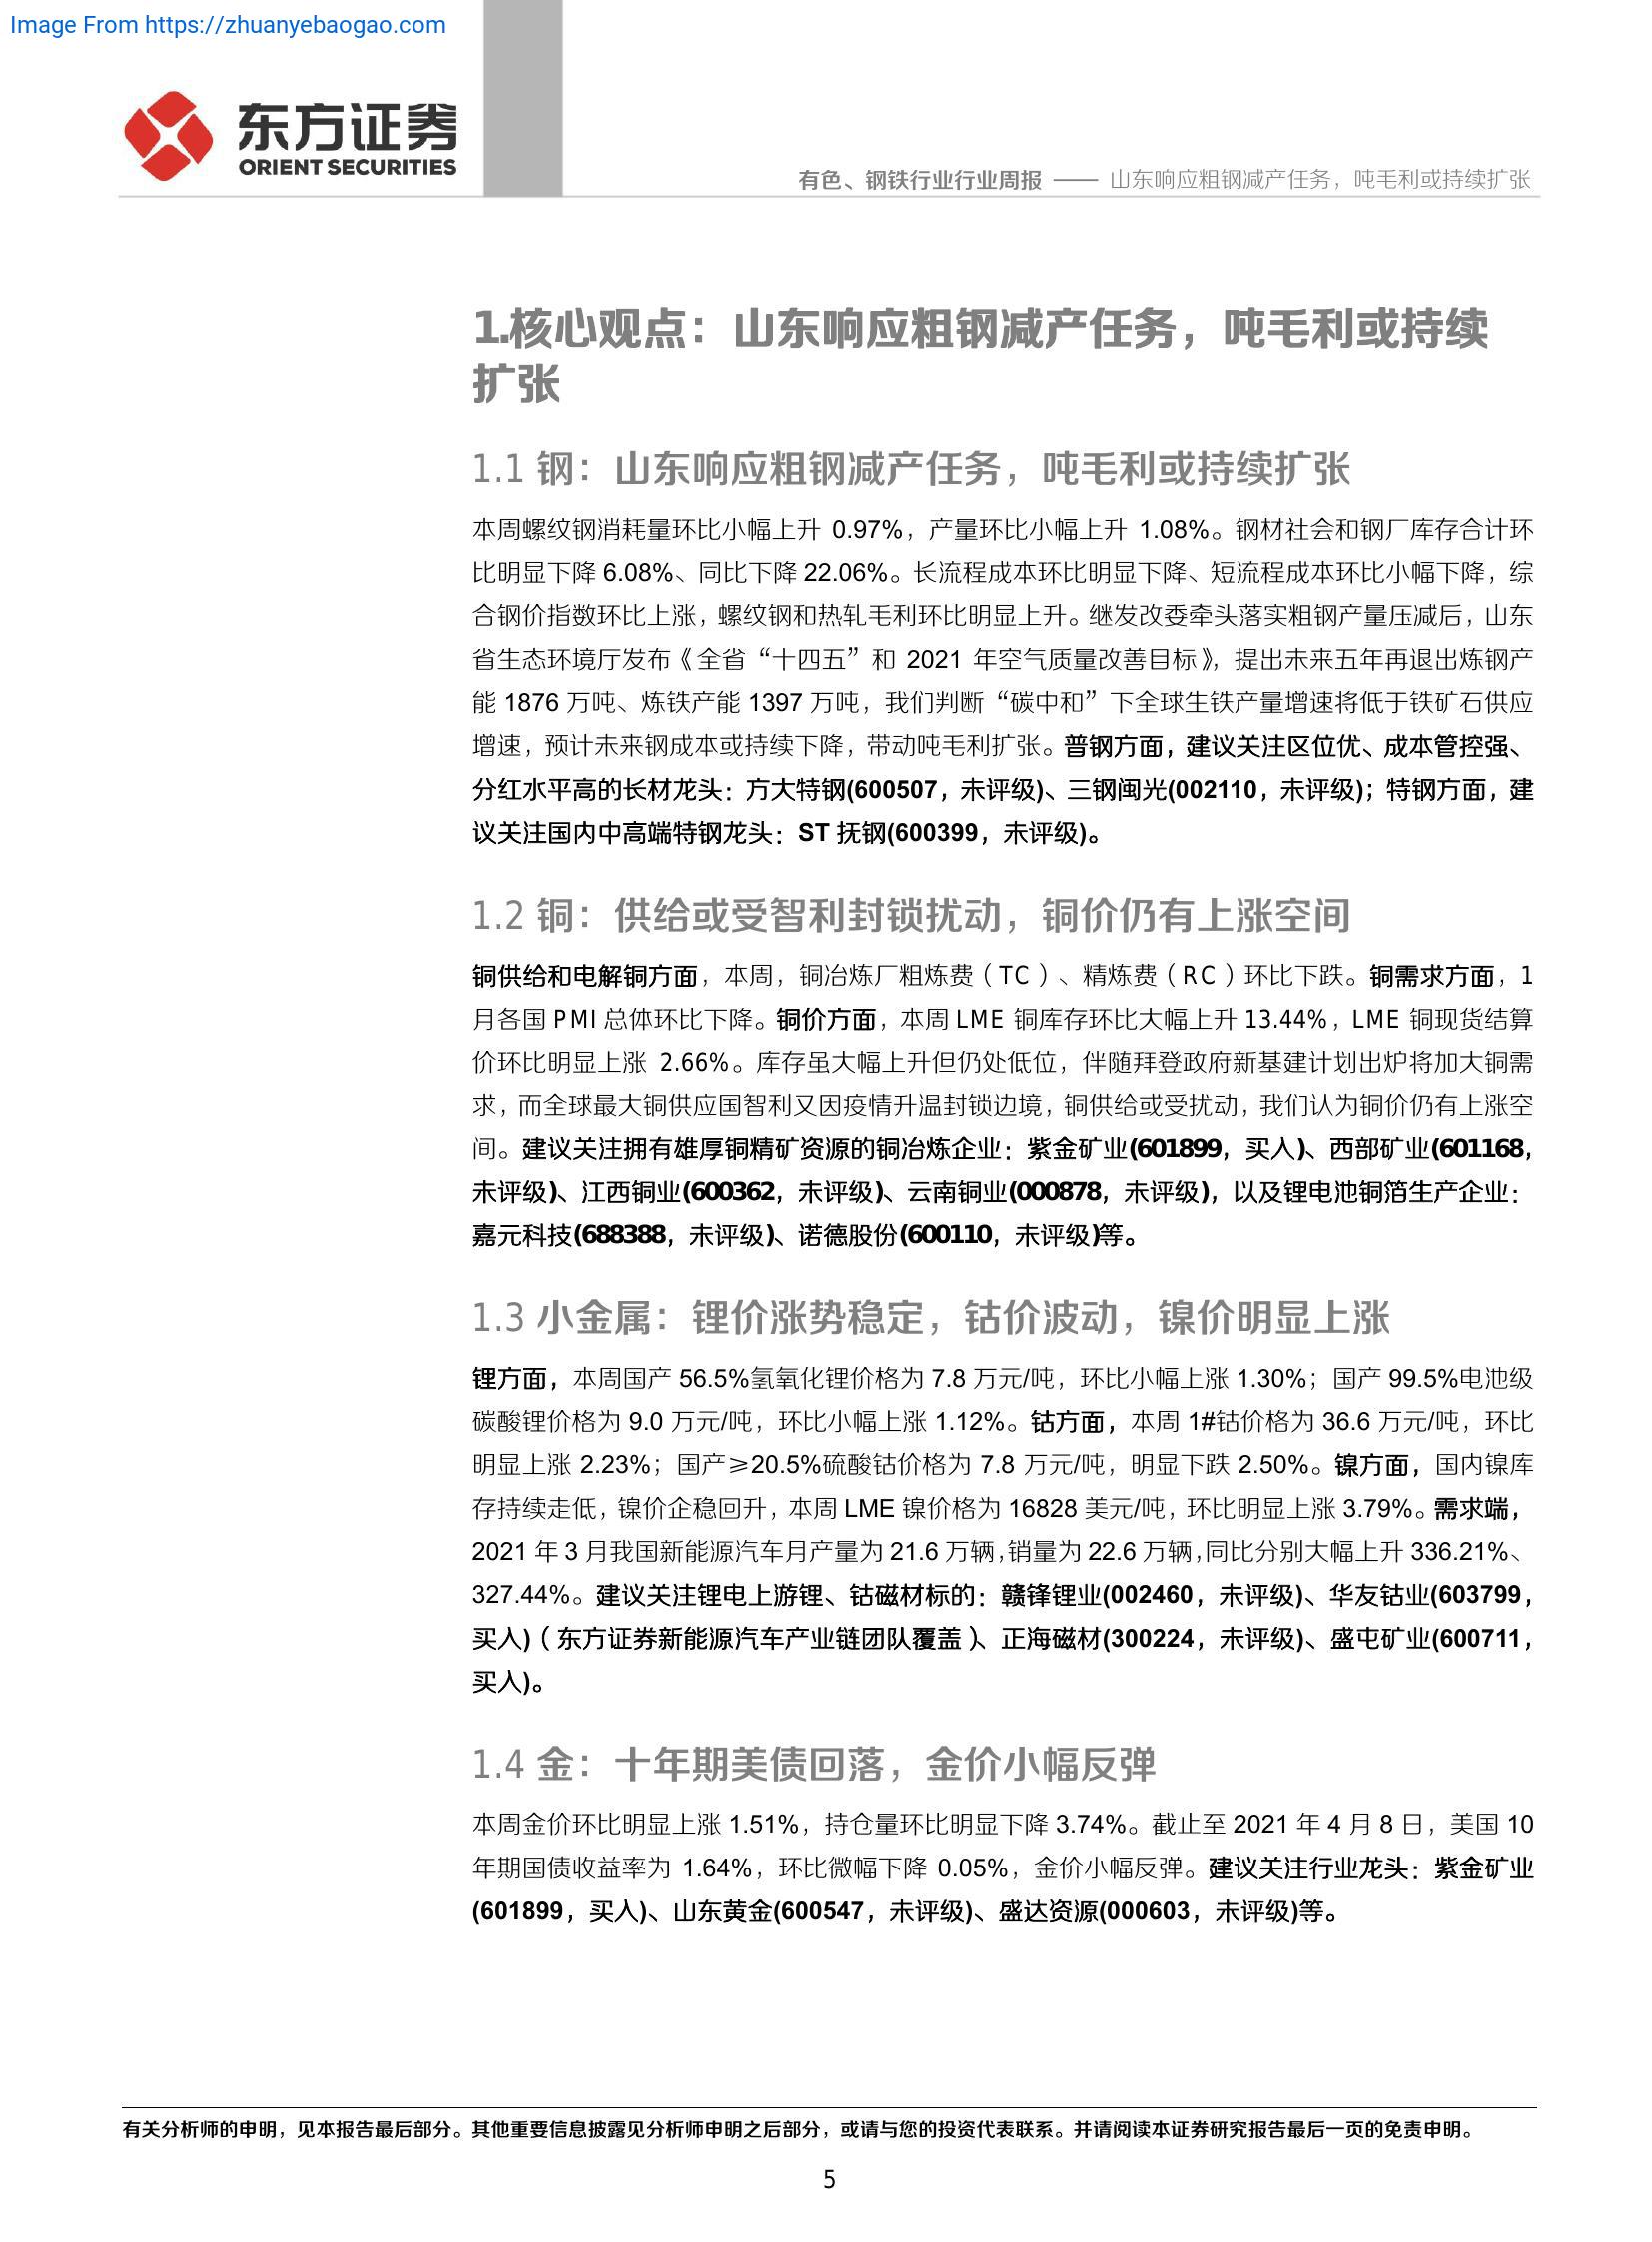 Image From https://zhuanyebaogao.com
东方证券
ORIENT SECURITIES
有色、钢铁行业行业周报 —— 山东响应粗钢减产任务，吨毛利或持续扩张
1.核心观点：山东响应粗钢减产任务，吨毛利或持续
扩张
1.1 钢：山东响应粗钢减产任务，吨毛利或持续扩张
本周螺纹钢消耗量环比小幅上升 0.97%，产量环比小幅上升 1.08%。钢材社会和钢厂库存合计环
比明显下降 6.08%、同比下降 22.06%。长流程成本环比明显下降、短流程成本环比小幅下降，综
合钢价指数环比上涨，螺纹钢和热轧毛利环比明显上升。继发改委牵头落实粗钢产量压减后，山东
省生态环境厅发布《全省“十四五”和 2021 年空气质量改善目标》，提出未来五年再退出炼钢产
能 1876 万吨、炼铁产能 1397 万吨，我们判断“碳中和”下全球生铁产量增速将低于铁矿石供应
增速，预计未来钢成本或持续下降，带动吨毛利扩张。普钢方面，建议关注区位优、成本管控强、
分红水平高的长材龙头：方大特钢(600507，未评级)、三钢闽光(002110，未评级)；特钢方面，建
议关注国内中高端特钢龙头：ST 抚钢(600399，未评级)。
1.2 铜：供给或受智利封锁扰动，铜价仍有上涨空间
铜供给和电解铜方面，本周，铜冶炼厂粗炼费（TC）、精炼费（RC）环比下跌。铜需求方面，1
月各国 PMI 总体环比下降。铜价方面，本周 LME 铜库存环比大幅上升 13.44%，LME 铜现货结算
价环比明显上涨 2.66%。库存虽大幅上升但仍处低位，伴随拜登政府新基建计划出炉将加大铜需
求，而全球最大铜供应国智利又因疫情升温封锁边境，铜供给或受扰动，我们认为铜价仍有上涨空
间。建议关注拥有雄厚铜精矿资源的铜冶炼企业：紫金矿业(601899，买入)、西部矿业(601168，
未评级)、江西铜业(600362，未评级)、云南铜业(000878，未评级)，以及锂电池铜箔生产企业：
嘉元科技(688388，未评级)、诺德股份(600110，未评级)等。
1.3 小金属：锂价涨势稳定，钴价波动，镍价明显上涨
锂方面，本周国产 56.5%氢氧化锂价格为 7.8 万元/吨，环比小幅上涨 1.30%；国产 99.5%电池级
碳酸锂价格为 9.0 万元/吨，环比小幅上涨 1.12%。钴方面，本周 1#钴价格为 36.6 万元/吨，环比
明显上涨 2.23%；国产≥20.5%硫酸钴价格为 7.8 万元/吨，明显下跌 2.50%。镍方面，国内镍库
存持续走低，镍价企稳回升，本周 LME 镍价格为 16828 美元/吨，环比明显上涨 3.79%。需求端，
2021 年 3 月我国新能源汽车月产量为 21.6 万辆，销量为 22.6 万辆，同比分别大幅上升 336.21%、
327.44%。建议关注锂电上游锂、钴磁材标的：赣锋锂业(002460，未评级)、华友钴业(603799，
买入)（东方证券新能源汽车产业链团队覆盖）、正海磁材(300224，未评级)、盛屯矿业(600711，
买入)。
1.4 金：十年期美债回落，金价小幅反弹
本周金价环比明显上涨 1.51%，持仓量环比明显下降 3.74%。截止至 2021 年 4 月 8 日，美国 10
年期国债收益率为 1.64%，环比微幅下降 0.05%，金价小幅反弹。建议关注行业龙头：紫金矿业
(601899，买入)、山东黄金(600547，未评级)、盛达资源(000603，未评级)等。
有关分析师的申明，见本报告最后部分。其他重要信息披露见分析师申明之后部分，或请与您的投资代表联系。并请阅读本证券研究报告最后一页的免责申明。
5